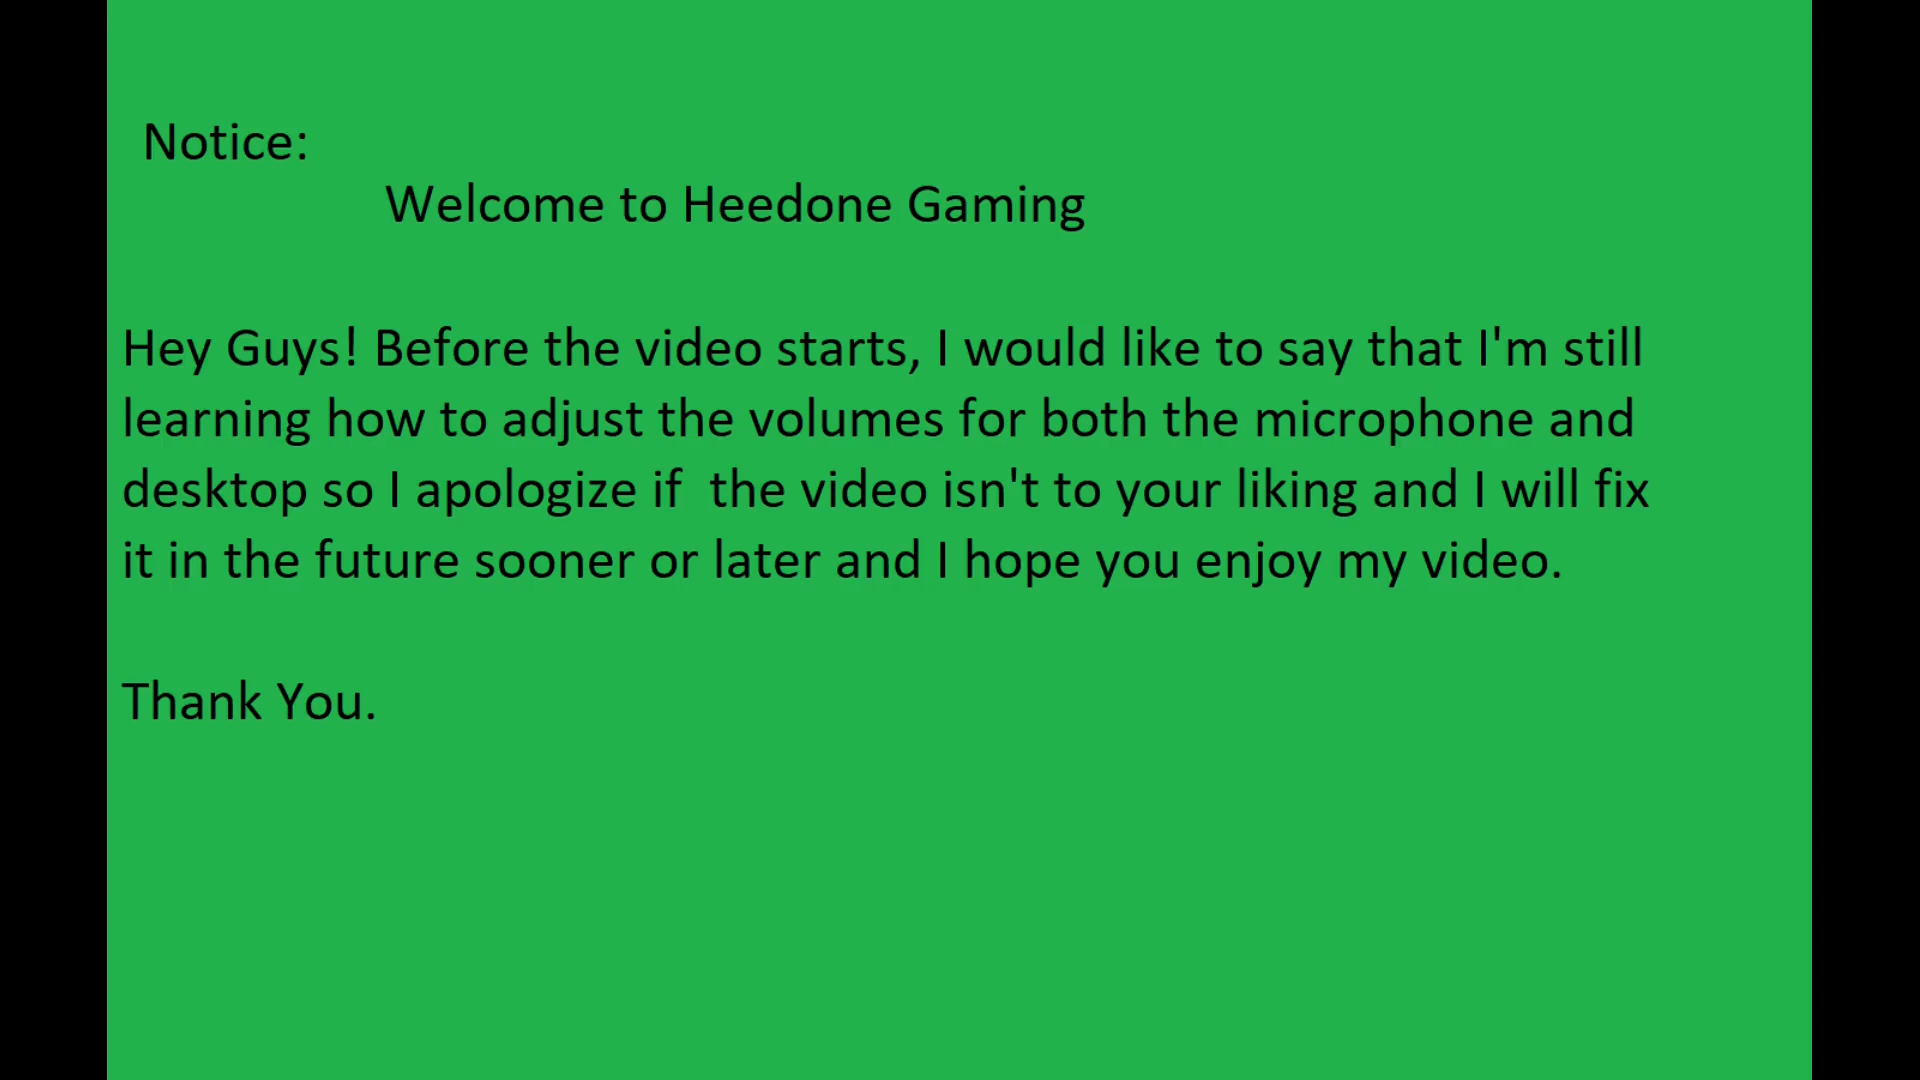 Notice:
Welcome to Heedone Gaming
Hey Guys! Before the video starts, I would like to say that I'm still
learning how to adjust the volumes for both the microphone and
desktop so I apologize if  the video isn't to your liking and I will fix
it in the future sooner or later and I hope you enjoy my video.
Thank You.